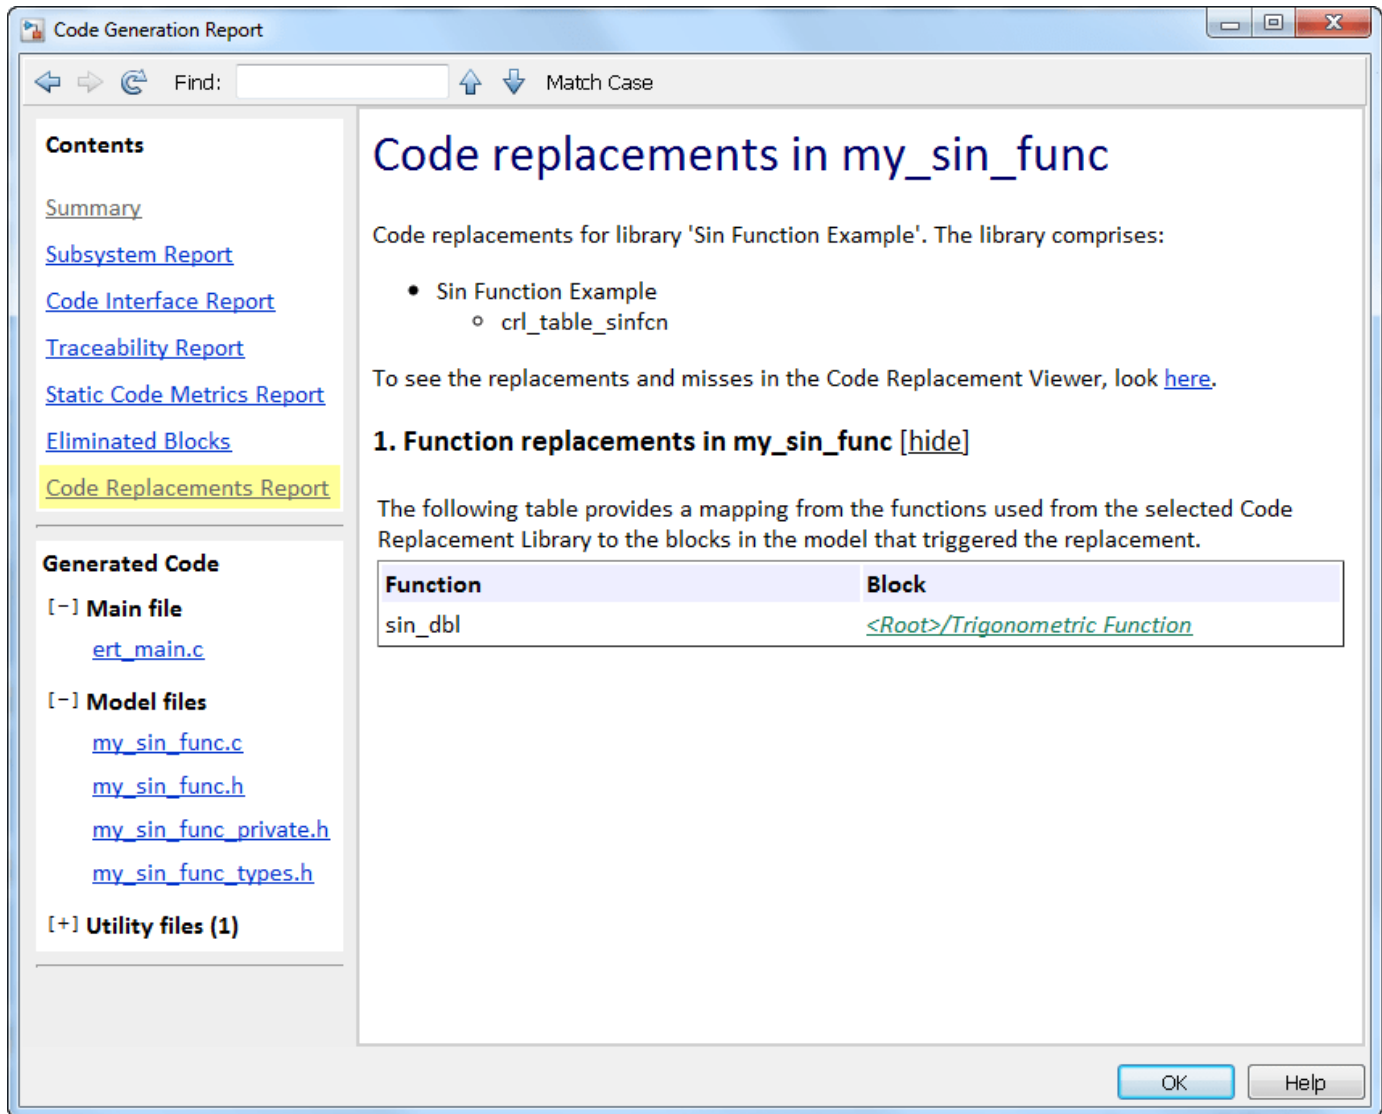 Code Generation Report
Find:
Match Case
Contents
Summary
Subsystem Report
Code Interface Report
Traceability Report
Static Code Metrics Report
Eliminated Blocks
Code Replacements Report
Generated Code
[-] Main file
ert_main.c
[-] Model files
my_sin_func.c
my_sin_func.h
my_sin_func_private.h
my_sin_func_types.h
[+] Utility files (1)
Code replacements in my_sin_func
Code replacements for library 'Sin Function Example'. The library comprises:
Sin Function Example
crl_table_sinfcn
To see the replacements and misses in the Code Replacement Viewer, look here.
1. Function replacements in my_sin_func [hide]
The following table provides a mapping from the functions used from the selected Code
Replacement Library to the blocks in the model that triggered the replacement.
Function Block
sin_dbl <Root>/Trigonometric Function
OK Help